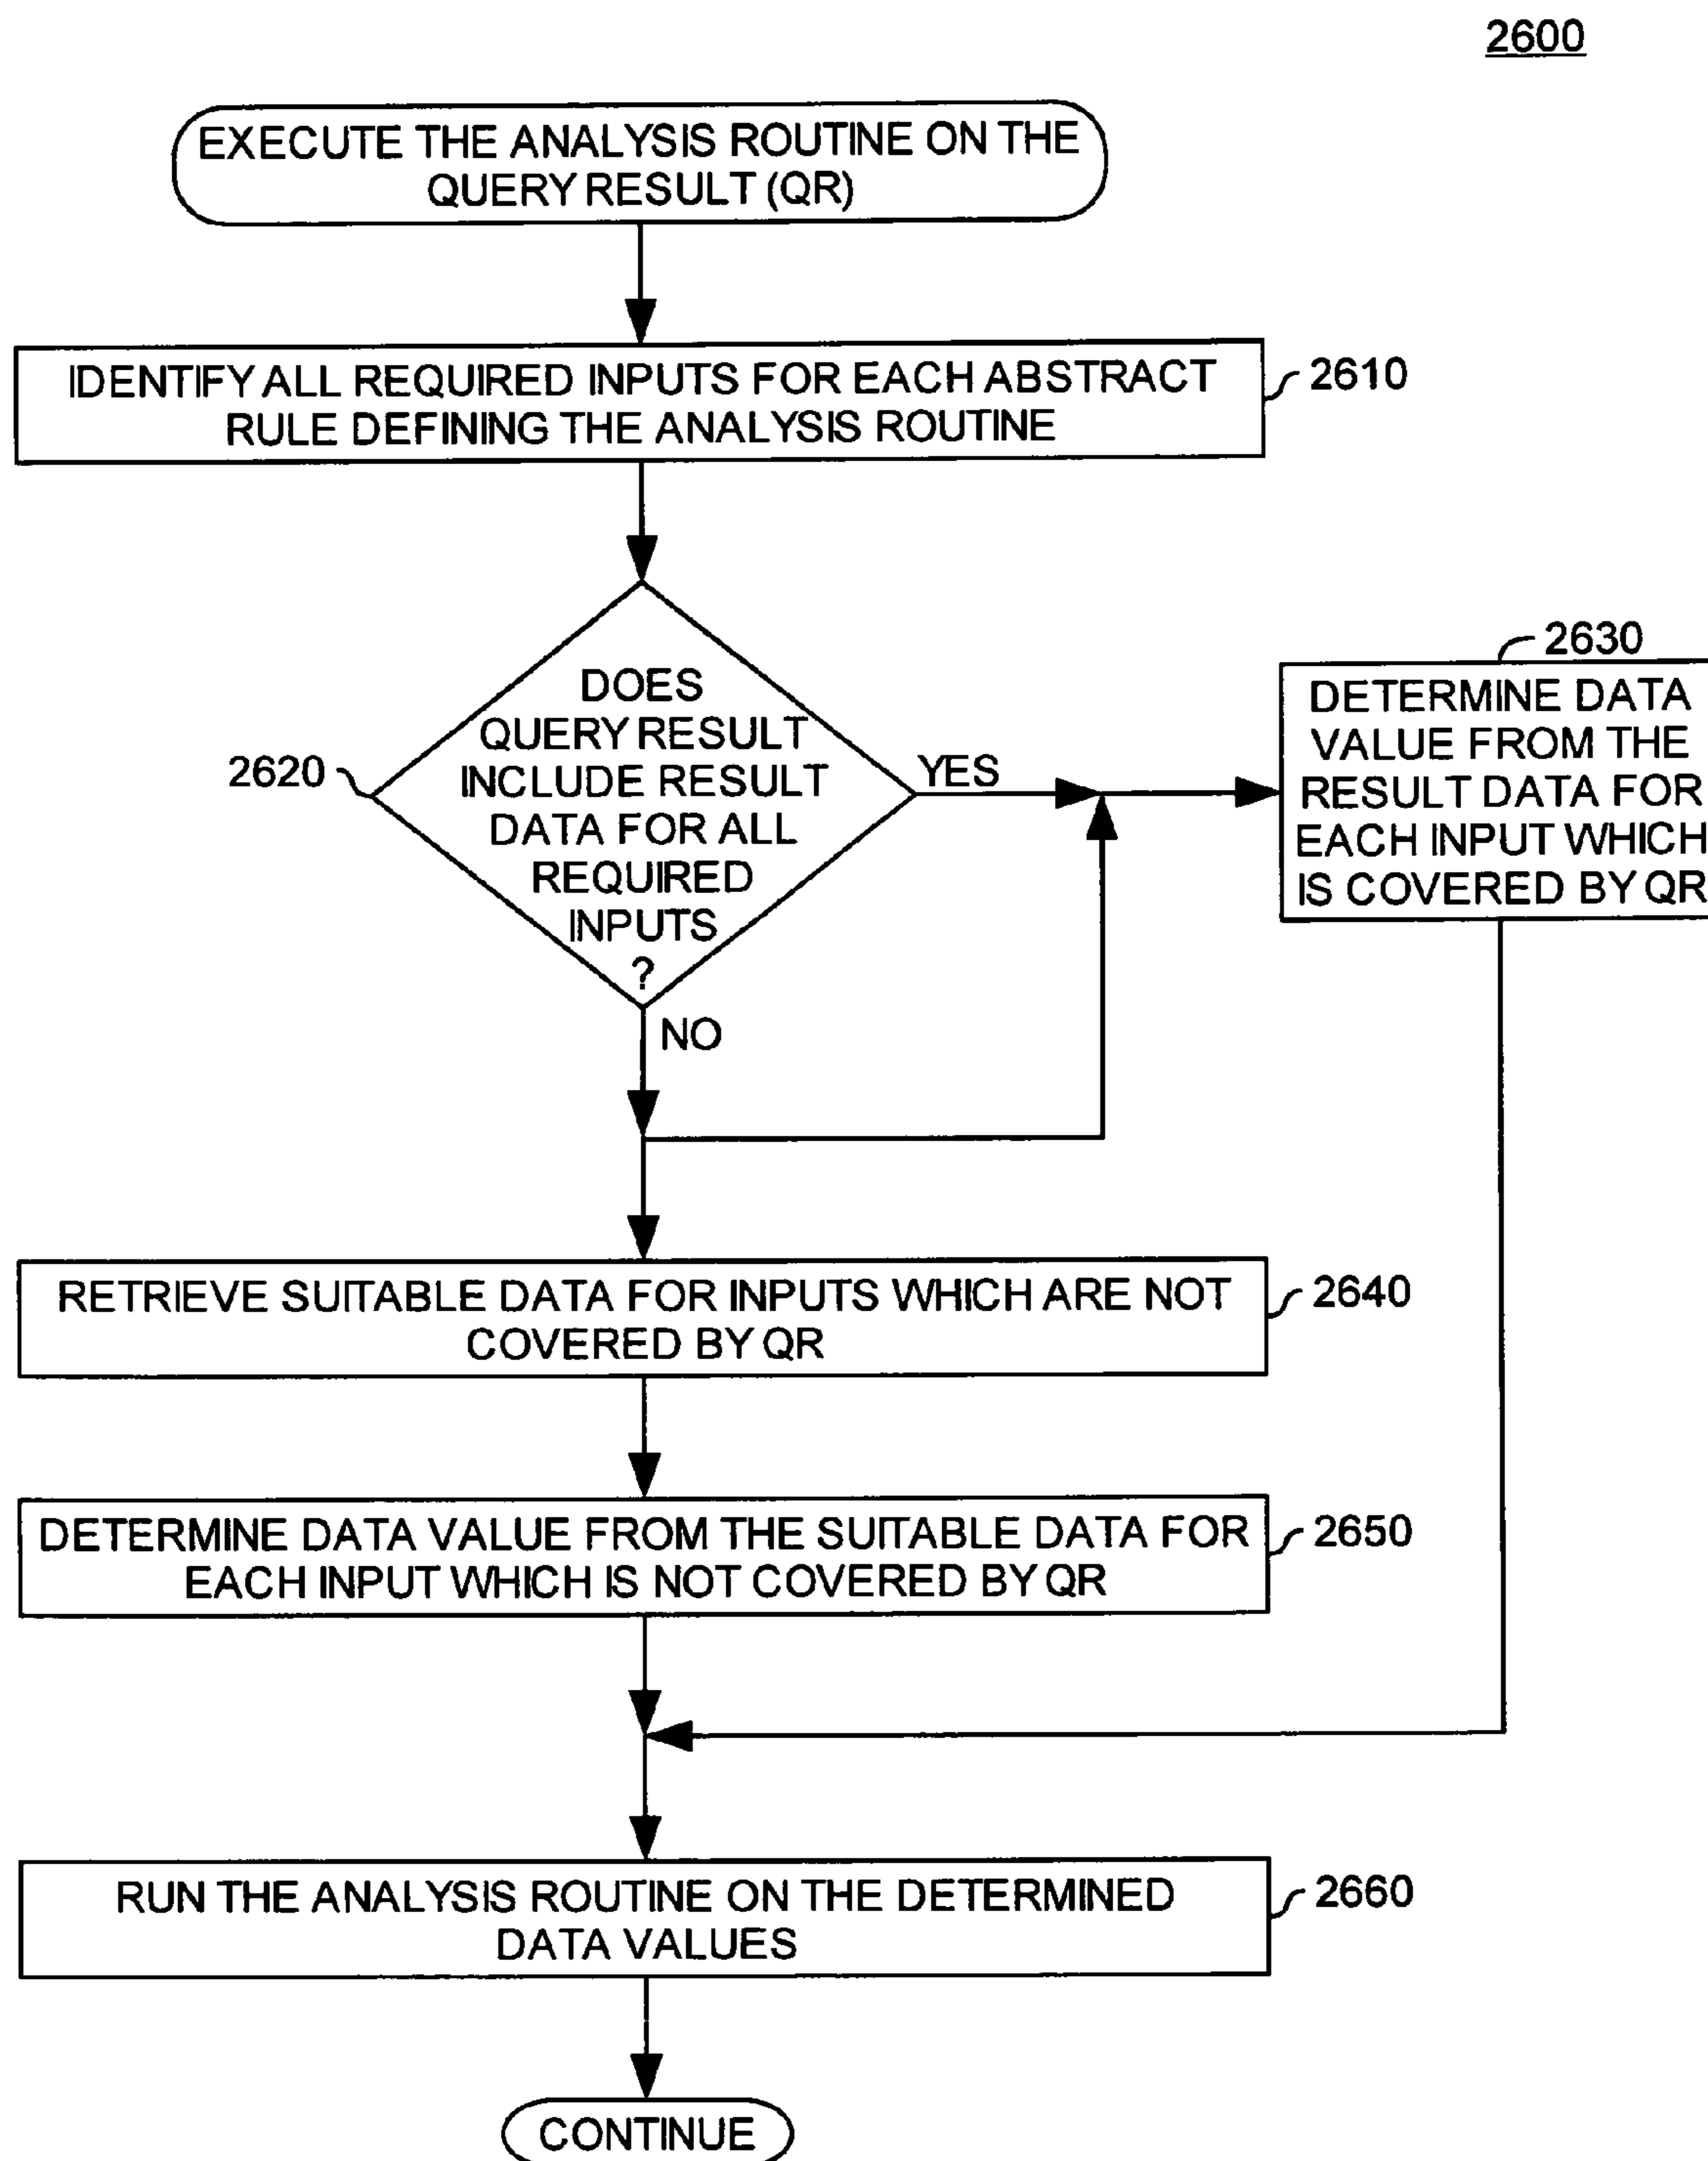 2600
EXECUTE THE ANALYSIS ROUTINE ON THE
QUERY RESULT (QR)
IDENTIFY ALL REQUIRED INPUTS FOR EACH ABSTRACT
RULE DEFINING THE ANALYSIS ROUTINE
2610
DOES
QUERY RESULT
INCLUDE RESULT
DATA FOR ALL
REQUIRED
INPUTS
?
2620
YES
NO
2630
DETERMINE DATA
VALUE FROM THE
RESULT DATA FOR
EACH INPUT WHICH
IS COVERED BY QR
RETRIEVE SUITABLE DATA FOR INPUTS WHICH ARE NOT
COVERED BY QR
2640
DETERMINE DATA VALUE FROM THE SUITABLE DATA FOR
EACH INPUT WHICH IS NOT COVERED BY QR
2650
RUN THE ANALYSIS ROUTINE ON THE DETERMINED
DATA VALUES
2660
CONTINUE